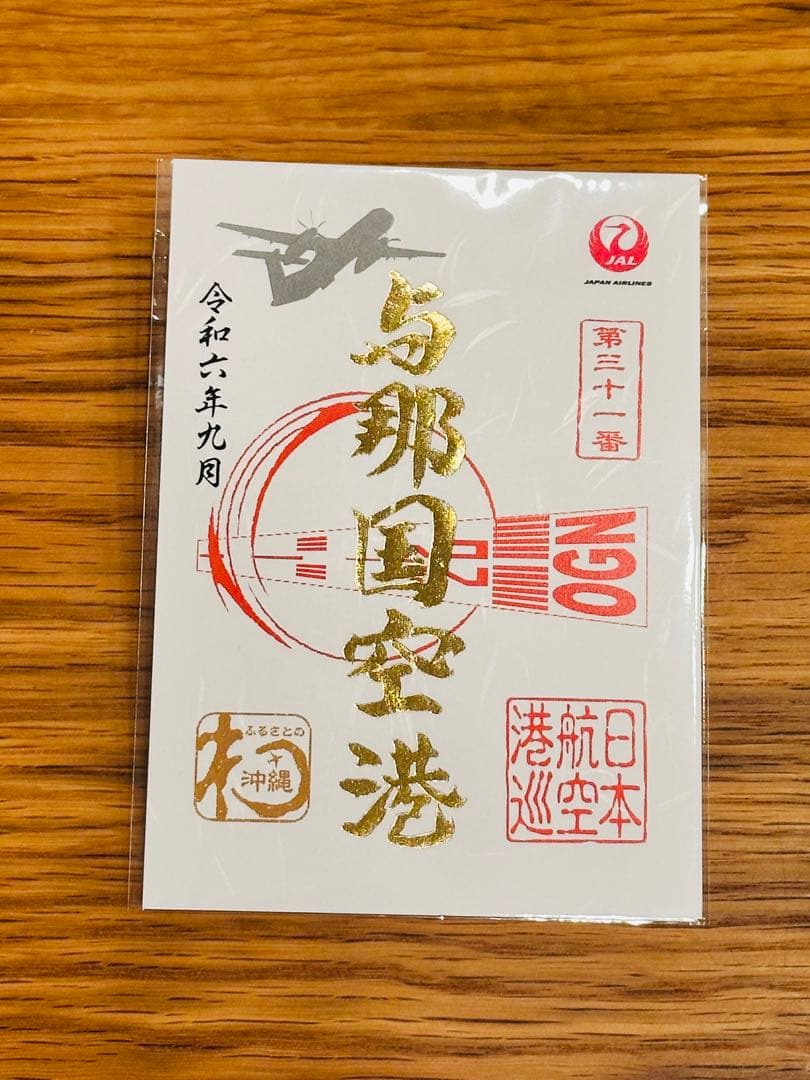 JAL
JAPAN AIRLINES
第三十一番
与那国空港
令和六年九月
OGN
日本
航空
港巡
ふるさとの
沖縄